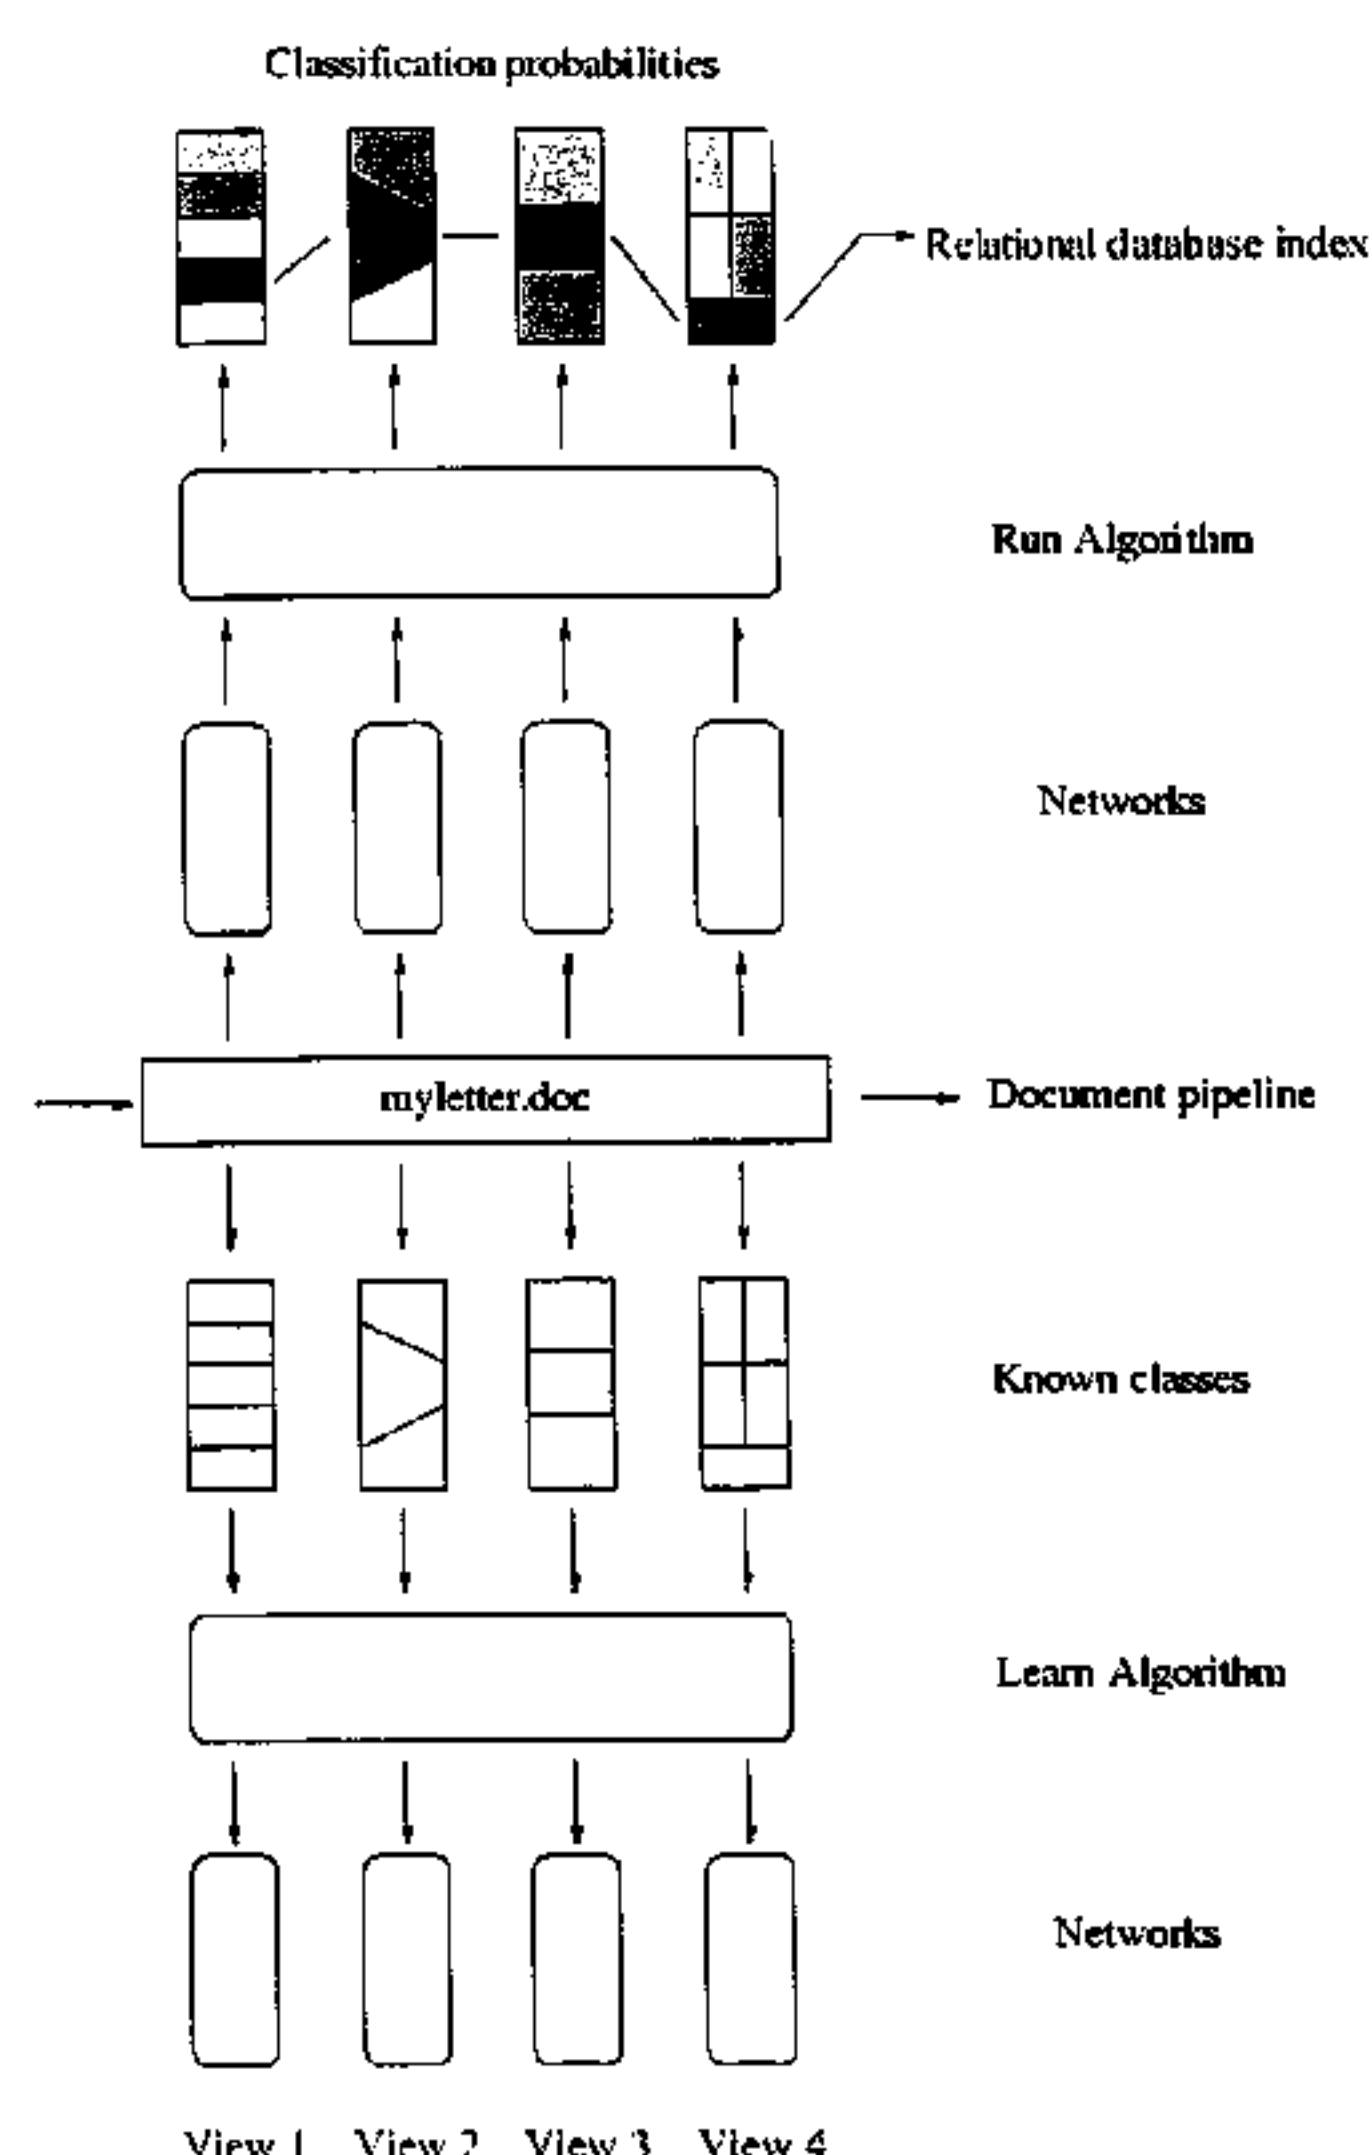 Classification probabilities
Relational database index
Run Algorithm
Networks
myletter.doc
Document pipeline
Known classes
Learn Algorithm
Networks
View 1 View 2 View 3 View 4